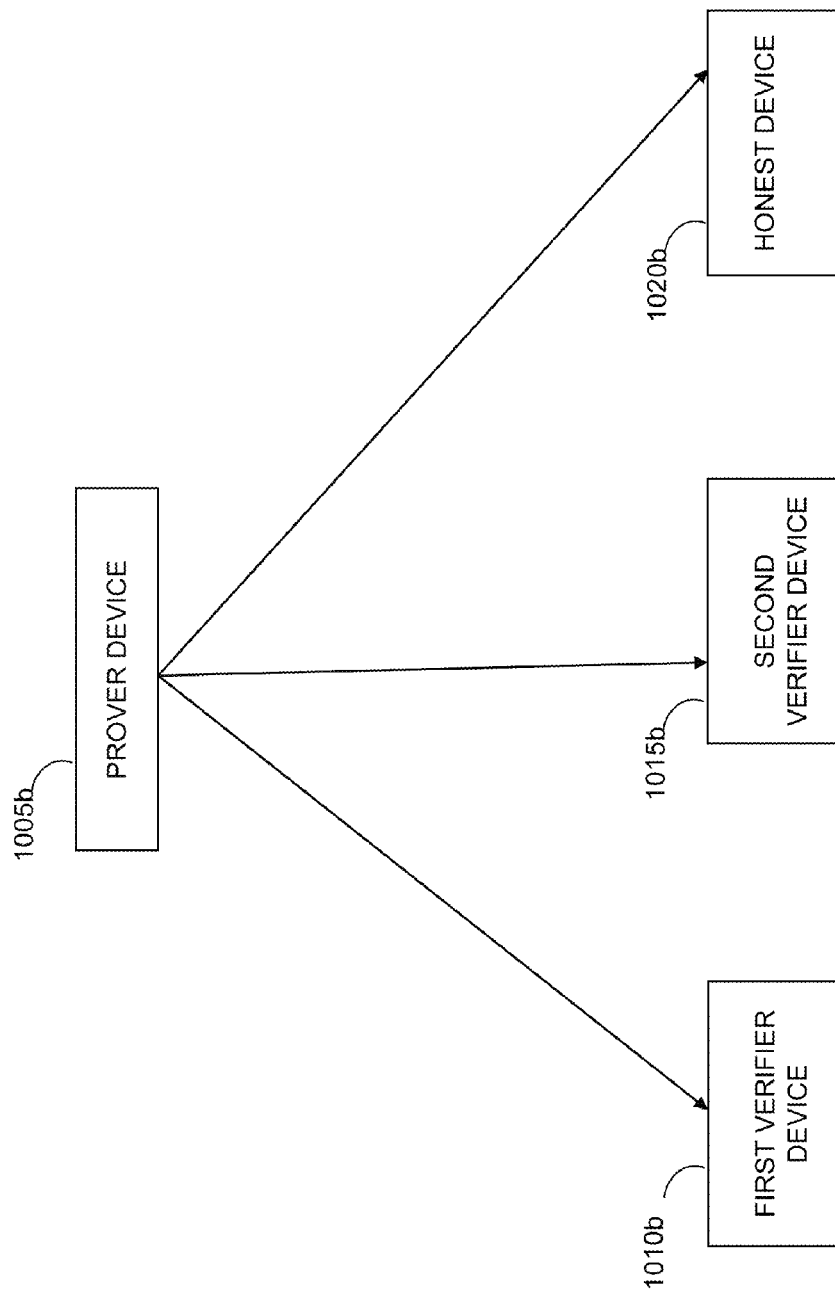 1005b
PROVER DEVICE
1010b
FIRST VERIFIER
DEVICE
1015b
SECOND
VERIFIER DEVICE
1020b
HONEST DEVICE